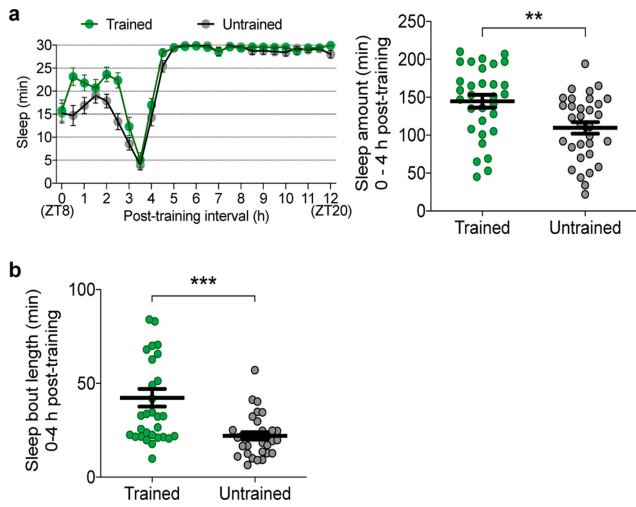 a
Trained
Untrained
30
25
20
15
10
5
0
Sleep (min)
0 1 2 3 4 5 6 7 8 9 10 11 12
(ZT8) Post-training interval (h) (ZT20)
**
250
200
150
100
50
0
Sleep amount (min)
0 - 4 h post-training
Trained Untrained
b
***
100
50
0
Sleep bout length (min)
0-4 h post-training
Trained Untrained